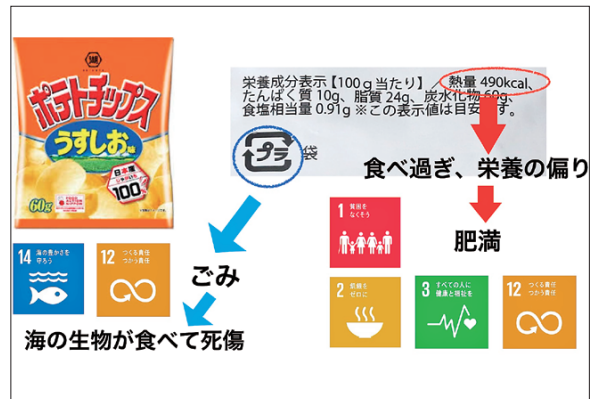 湖
ポテトチップス
うすしお味
日本産
じゃがいも
100%
60g
栄養成分表示【100g当たり】 熱量 490kcal、
たんぱく質 10g、脂質 24g、炭水化物 60g、
食塩相当量 0.91g ※この表示値は目安です。
プラ 袋
食べ過ぎ、栄養の偏り
肥満
1 貧困を
なくそう
2 飢餓を
ゼロに
3 すべての人に
健康と福祉を
12 つくる責任
つかう責任
14 海の豊かさを
守ろう
12 つくる責任
つかう責任
ごみ
海の生物が食べて死傷